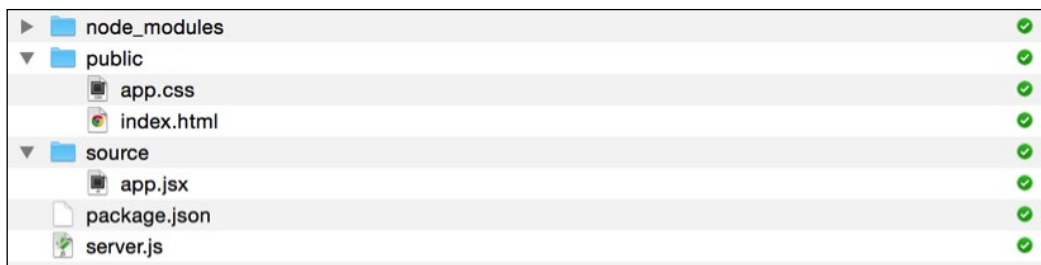 node_modules
public
app.css
index.html
source
app.jsx
package.json
server.js